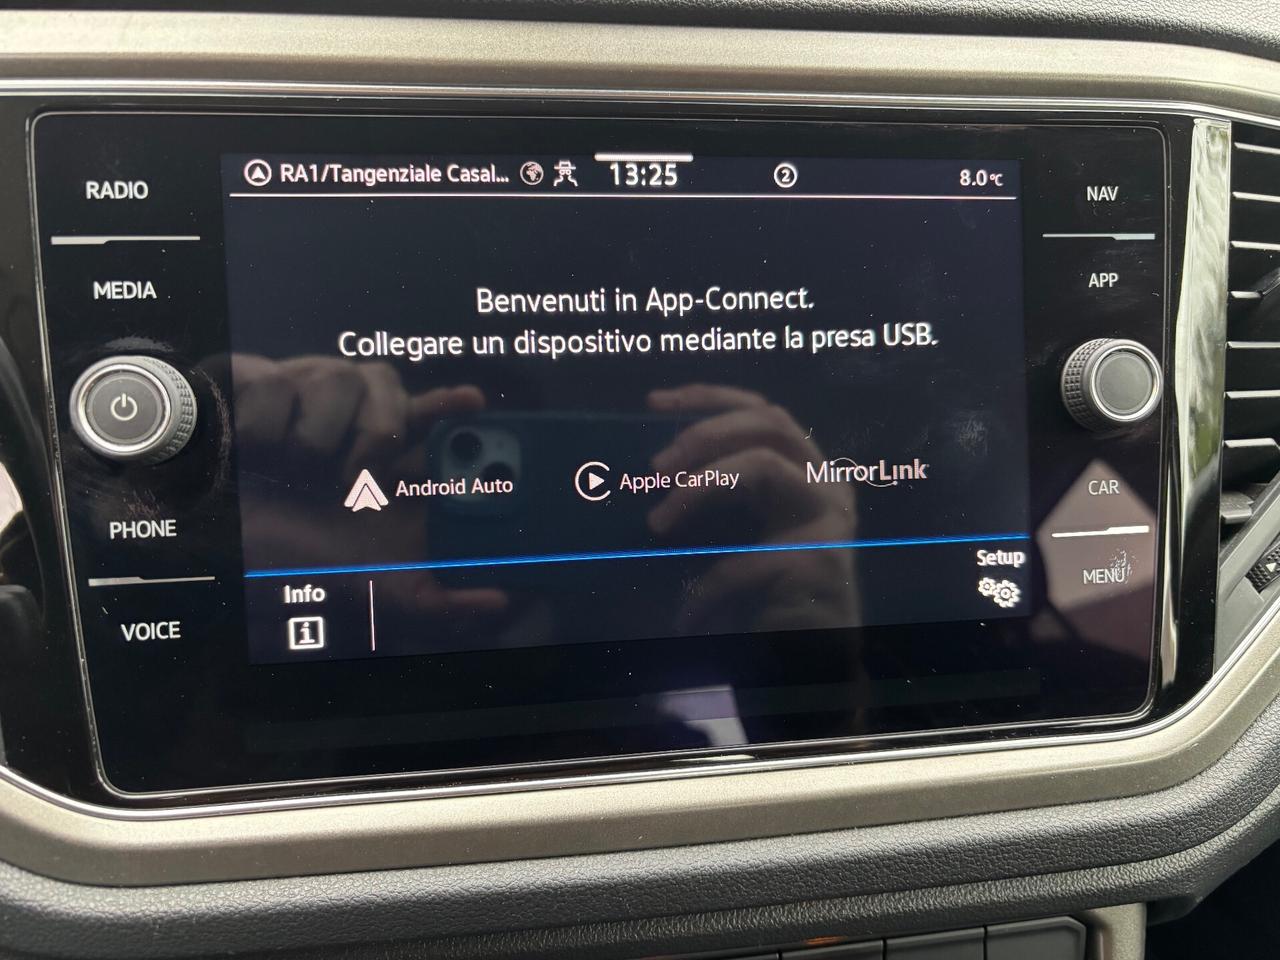 RA1/Tangenziale Casal... 13:25 2 8.0°C
RADIO
MEDIA
PHONE
VOICE
Benvenuti in App-Connect.
Collegare un dispositivo mediante la presa USB.
Android Auto Apple CarPlay MirrorLink
Info
i
Setup
NAV
APP
CAR
MENU